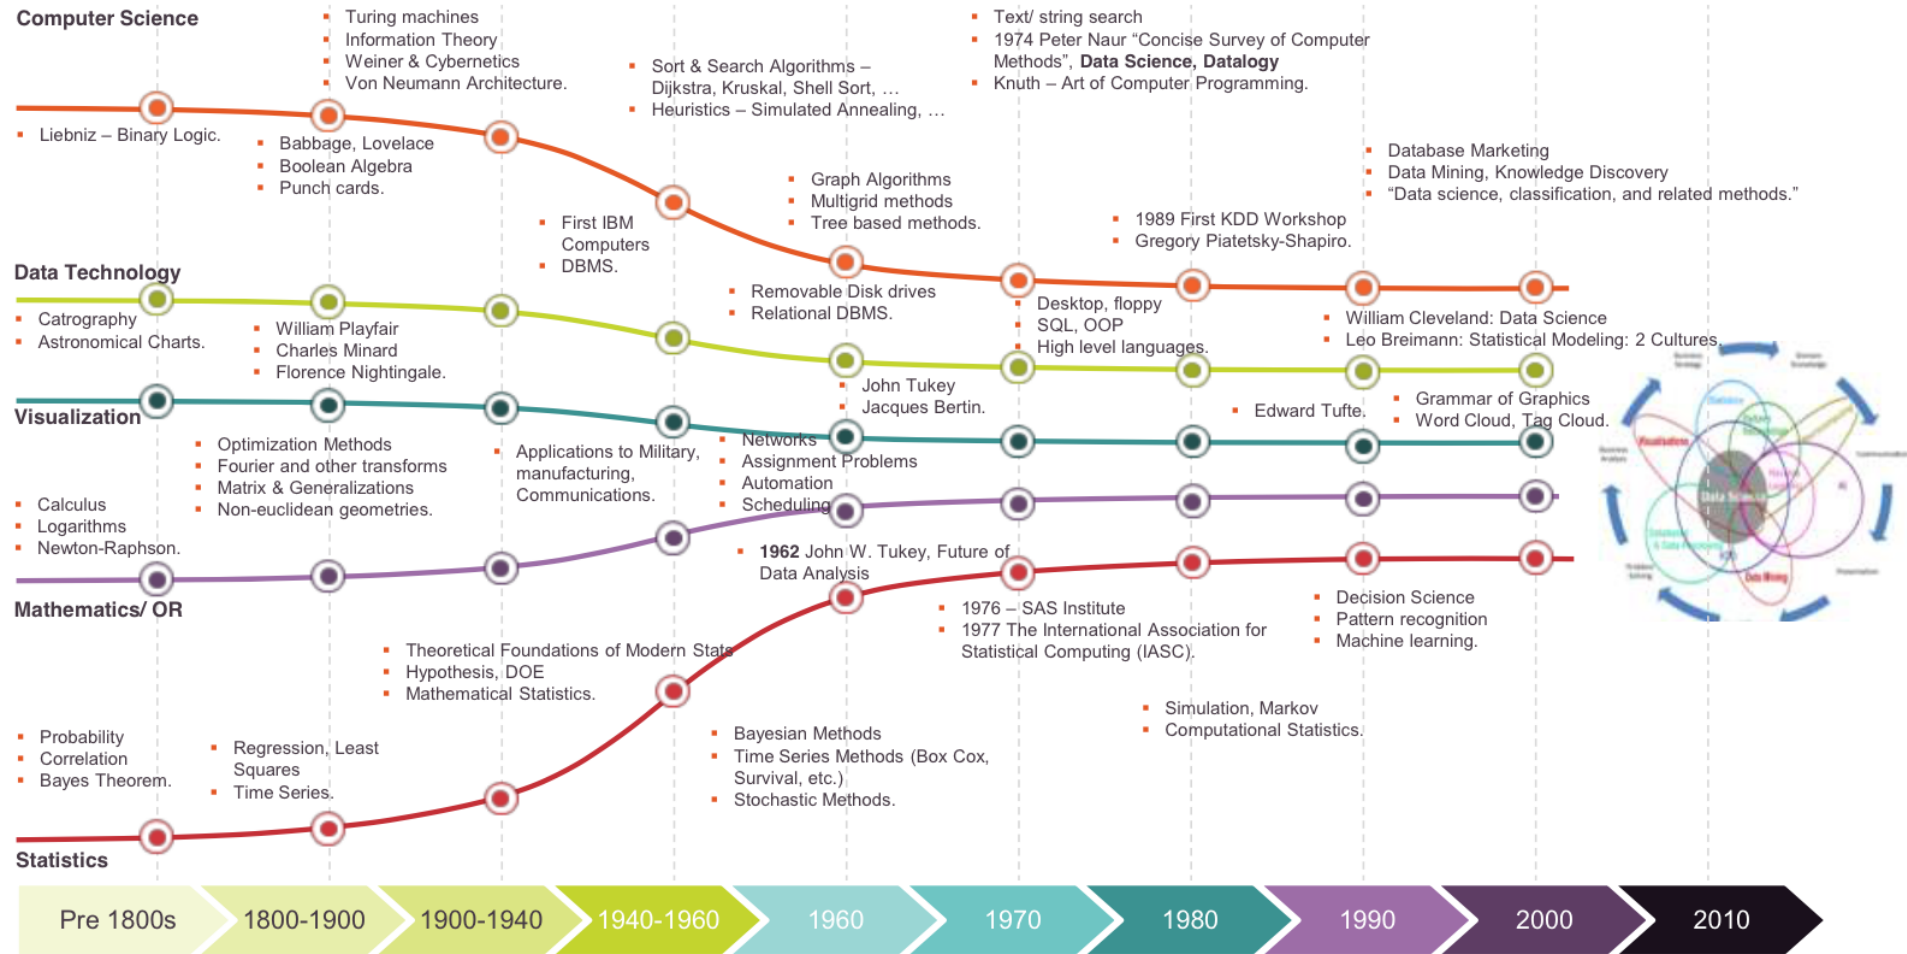 Computer Science
Turing machines
Information Theory
Weiner & Cybernetics
Von Neumann Architecture.
Text/ string search
1974 Peter Naur “Concise Survey of Computer
Methods”, Data Science, Datalogy
Knuth – Art of Computer Programming.
Sort & Search Algorithms –
Dijkstra, Kruskal, Shell Sort, …
Heuristics – Simulated Annealing, …
Liebniz – Binary Logic.
Babbage, Lovelace
Boolean Algebra
Punch cards.
Database Marketing
Data Mining, Knowledge Discovery
“Data science, classification, and related methods.”
Graph Algorithms
Multigrid methods
Tree based methods.
First IBM
Computers
DBMS.
1989 First KDD Workshop
Gregory Piatetsky-Shapiro.
Data Technology
Removable Disk drives
Relational DBMS.
Desktop, floppy
SQL, OOP
High level languages.
William Cleveland: Data Science
Leo Breimann: Statistical Modeling: 2 Cultures.
Catrography
Astronomical Charts.
William Playfair
Charles Minard
Florence Nightingale.
John Tukey
Jacques Bertin.
Edward Tufte.
Grammar of Graphics
Word Cloud, Tag Cloud.
Visualization
Optimization Methods
Fourier and other transforms
Matrix & Generalizations
Non-euclidean geometries.
Applications to Military,
manufacturing,
Communications.
Networks
Assignment Problems
Automation
Scheduling
Calculus
Logarithms
Newton-Raphson.
1962 John W. Tukey, Future of
Data Analysis
Mathematics/ OR
1976 – SAS Institute
1977 The International Association for
Statistical Computing (IASC).
Decision Science
Pattern recognition
Machine learning.
Theoretical Foundations of Modern Stats
Hypothesis, DOE
Mathematical Statistics.
Simulation, Markov
Computational Statistics.
Probability
Correlation
Bayes Theorem.
Regression, Least
Squares
Time Series.
Bayesian Methods
Time Series Methods (Box Cox,
Survival, etc.)
Stochastic Methods.
Statistics
Visualisations
Data Science
AI
Data Mining
Pre 1800s
1800-1900
1900-1940
1940-1960
1960
1970
1980
1990
2000
2010